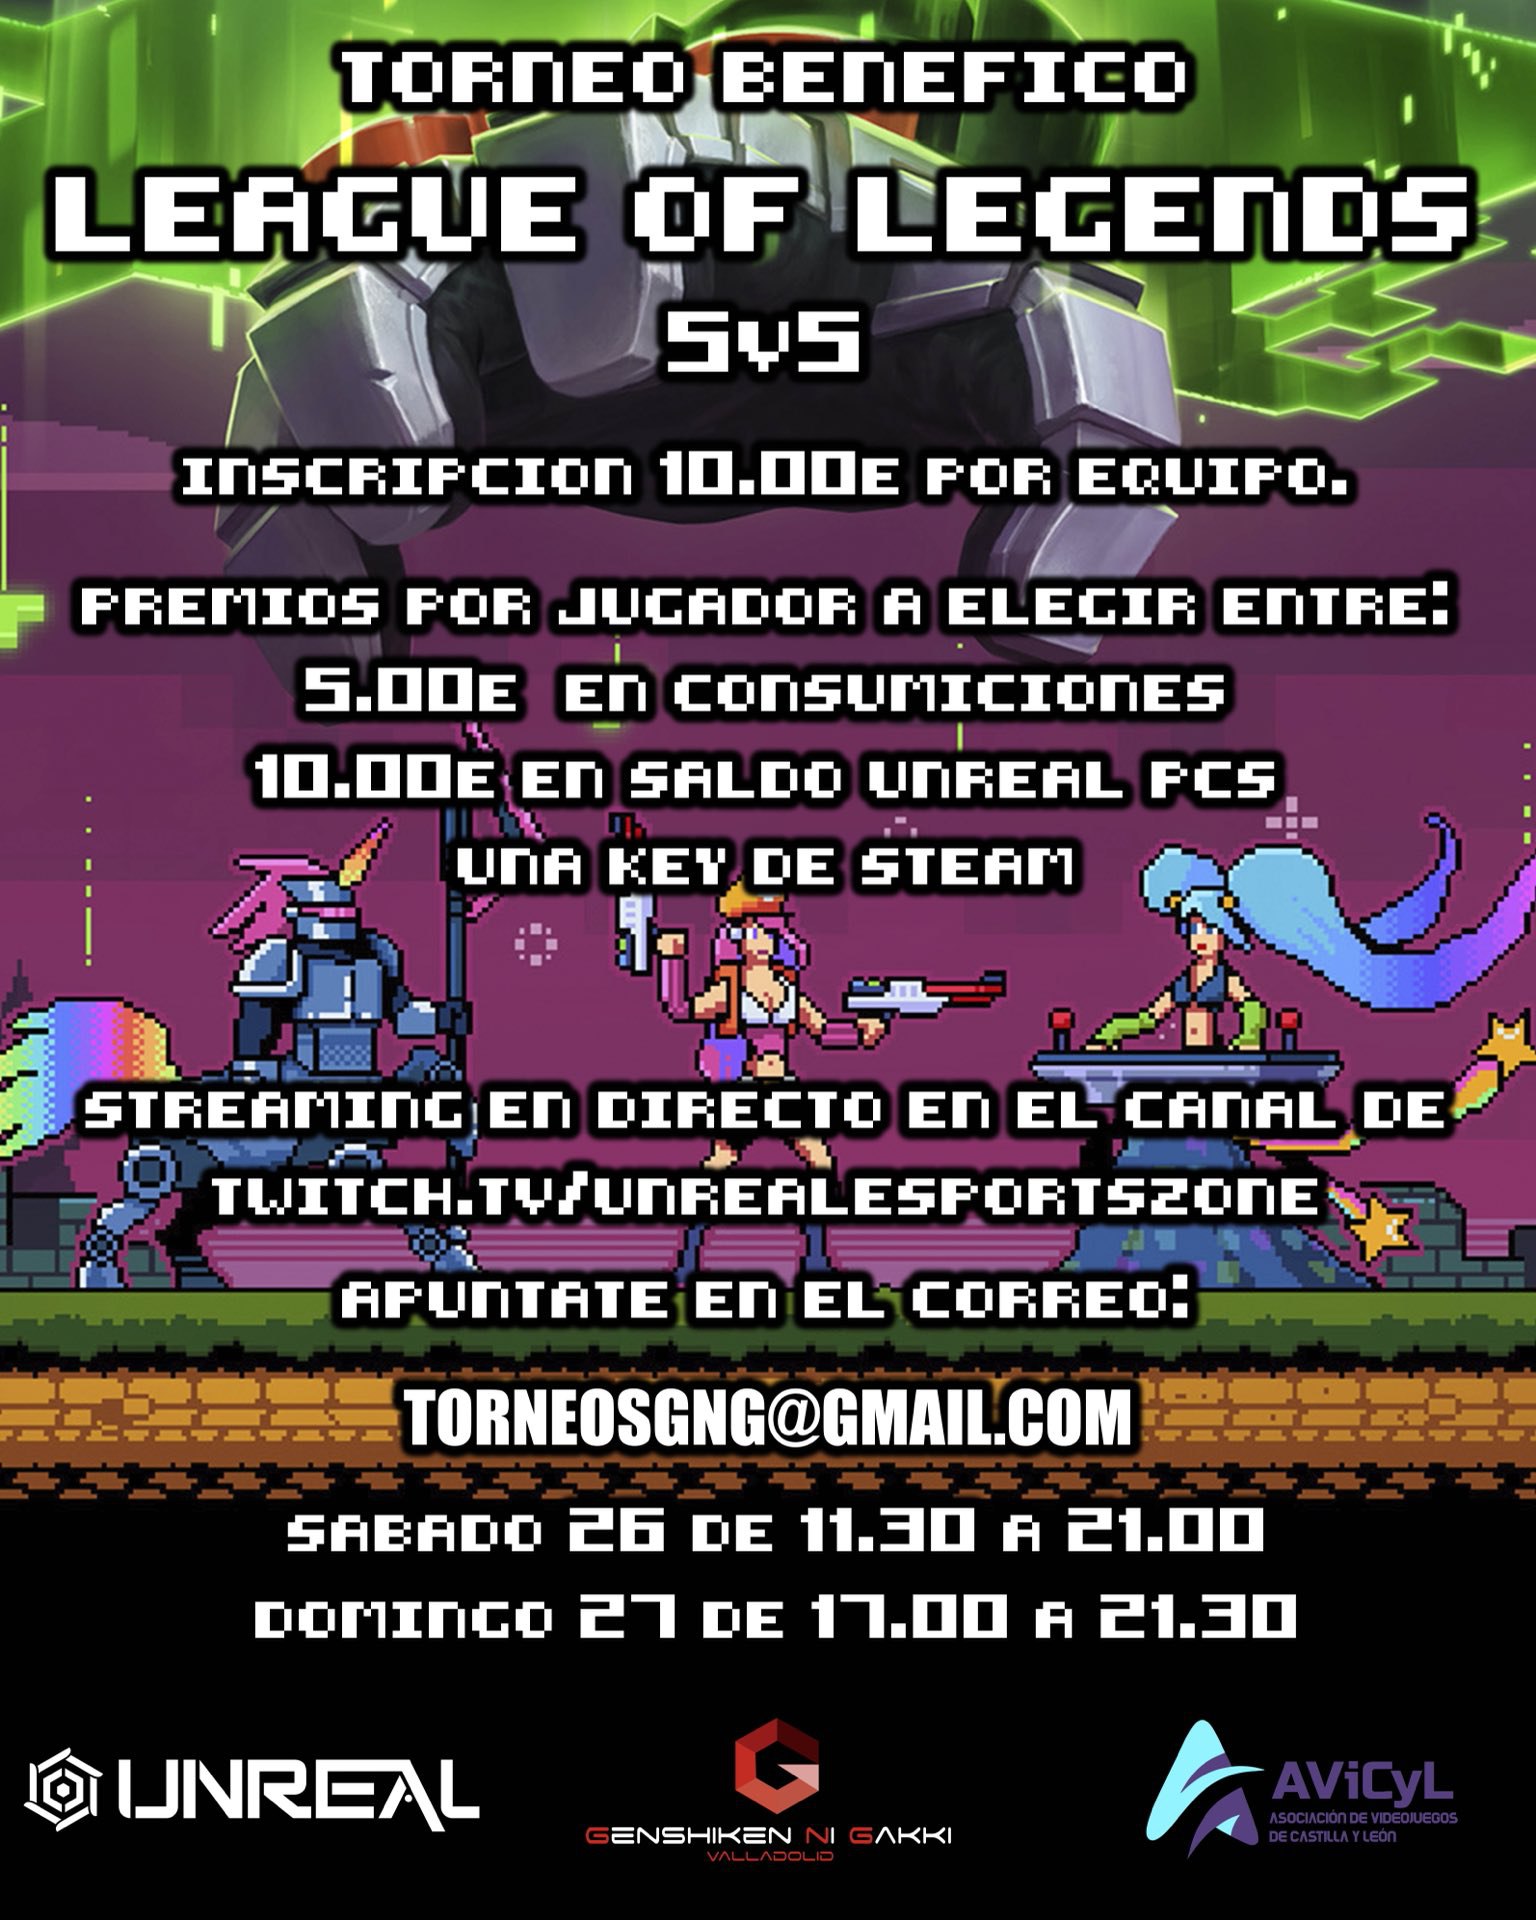 TORNEO BENEFICO
LEAGUE OF LEGENDS
5v5
INSCRIPCION 10.00E POR EQUIPO.
PREMIOS POR JUGADOR A ELEGIR ENTRE:
5.00E EN CONSUMICIONES
10.00E EN SALDO UNREAL PCS
UNA KEY DE STEAM
STREAMING EN DIRECTO EN EL CANAL DE
TWITCH.TV/UNREALESPORTSZONE
APUNTATE EN EL CORREO:
TORNEOSGNG@GMAIL.COM
SABADO 26 DE 11.30 A 21.00
DOMINGO 27 DE 17.00 A 21.30
UNREAL
GENSHIKEN NI GAKKI
VALLADOLID
AViCyL
ASOCIACIÓN DE VIDEOJUEGOS
DE CASTILLA Y LEÓN